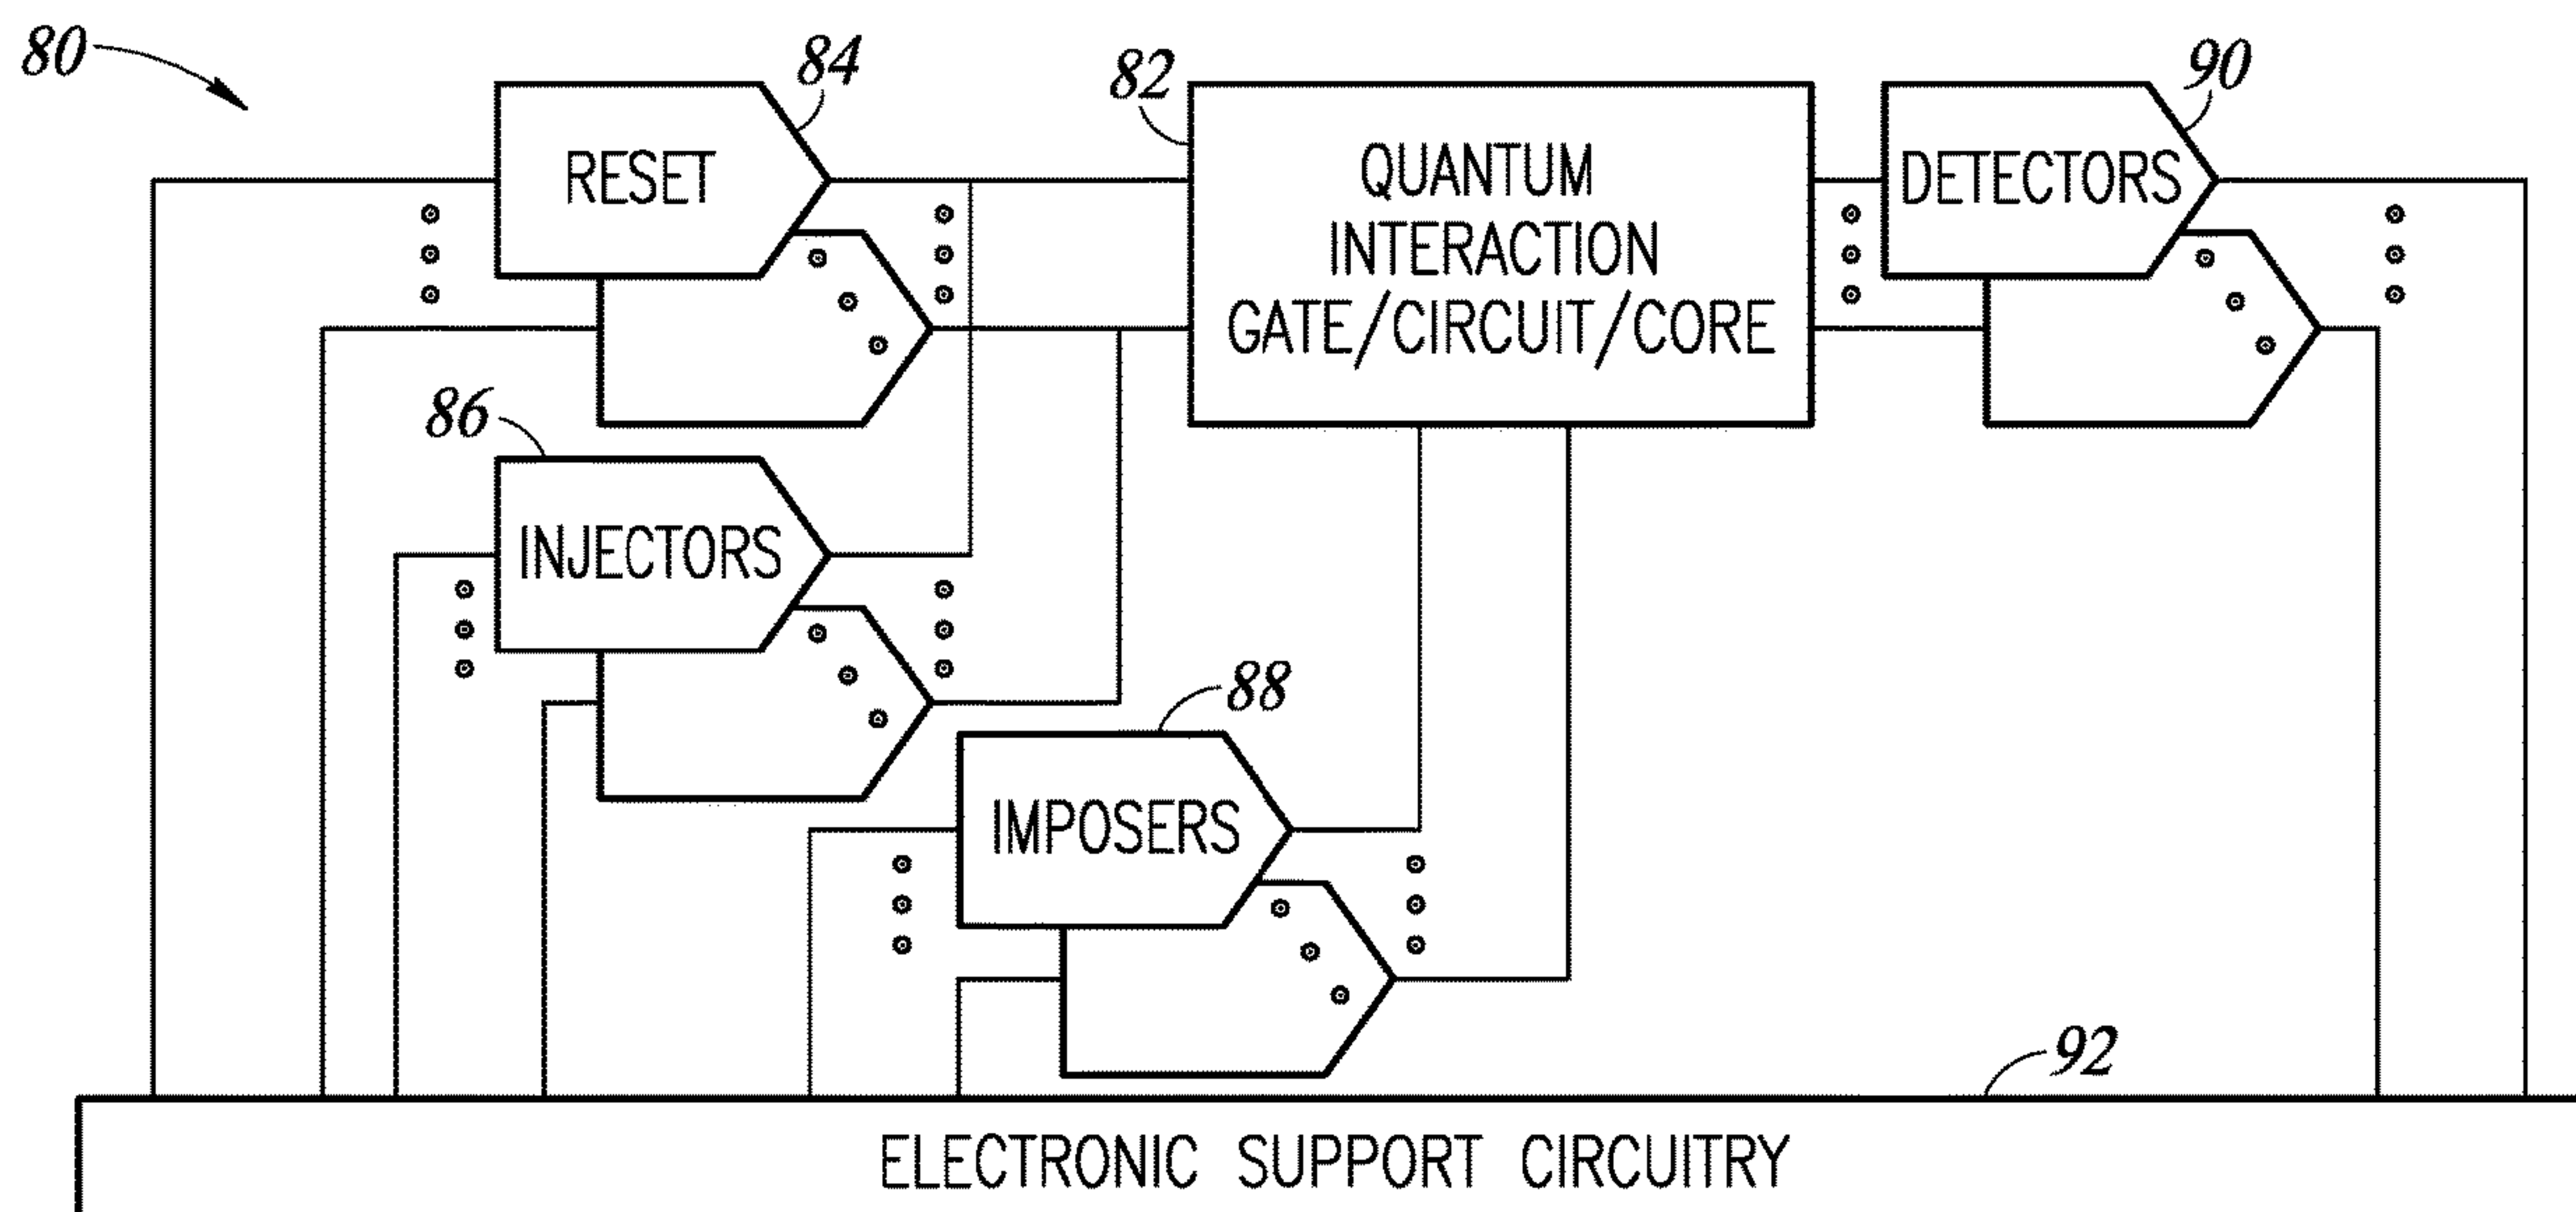 80
84
82
90
RESET
QUANTUM
INTERACTION
GATE/CIRCUIT/CORE
DETECTORS
86
INJECTORS
88
IMPOSERS
92
ELECTRONIC SUPPORT CIRCUITRY